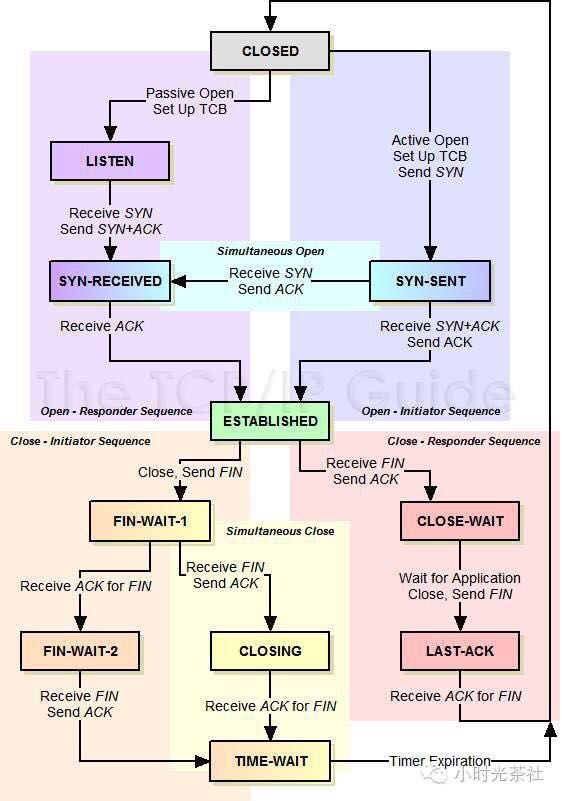 CLOSED
Passive Open
Set Up TCB
LISTEN
Active Open
Set Up TCB
Send SYN
Receive SYN
Send SYN+ACK
Simultaneous Open
SYN-RECEIVED
Receive SYN
Send ACK
SYN-SENT
Receive ACK
Receive SYN+ACK
Send ACK
The TCP/IP Guide
Open - Responder Sequence
ESTABLISHED
Open - Initiator Sequence
Close - Initiator Sequence
Close - Responder Sequence
Close, Send FIN
Receive FIN
Send ACK
FIN-WAIT-1
Simultaneous Close
CLOSE-WAIT
Receive ACK for FIN
Receive FIN
Send ACK
Wait for Application
Close, Send FIN
FIN-WAIT-2
CLOSING
LAST-ACK
Receive FIN
Send ACK
Receive ACK for FIN
Receive ACK for FIN
TIME-WAIT
Timer Expiration
小时光茶社